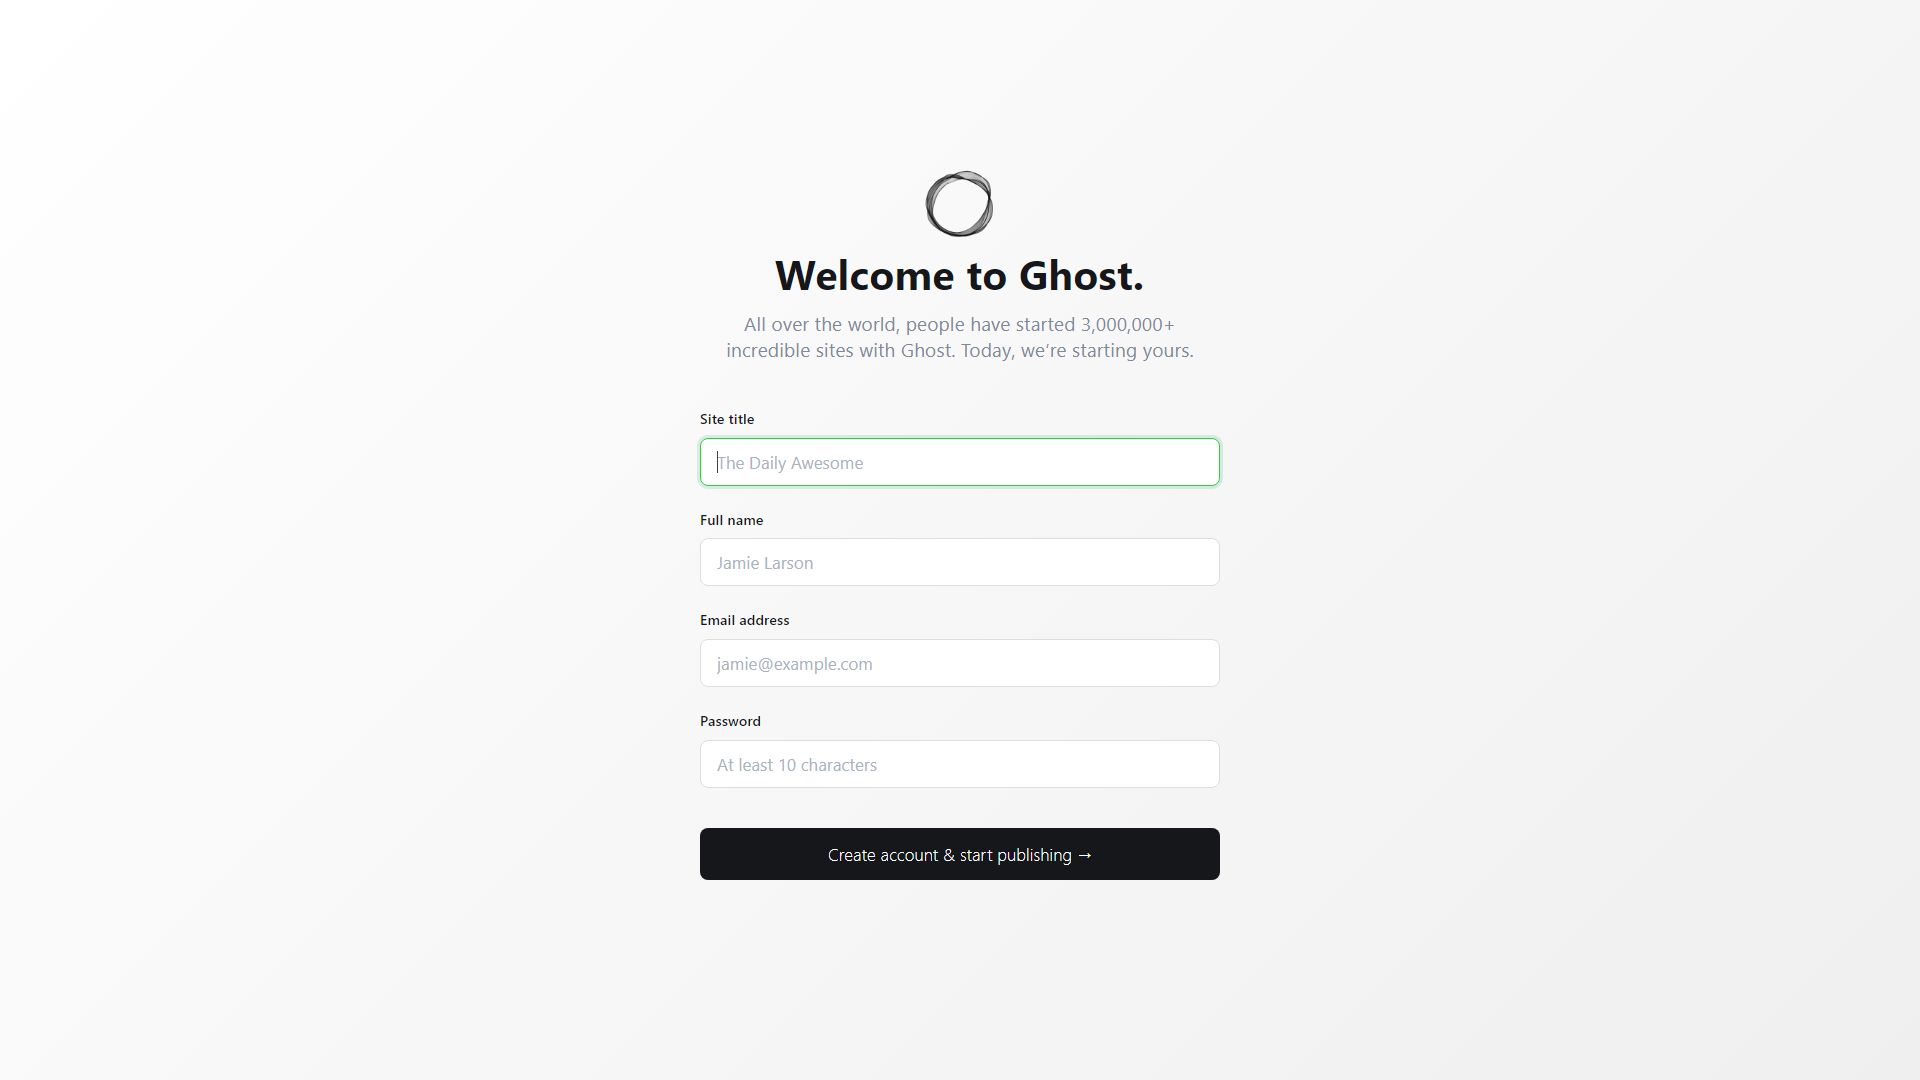 Welcome to Ghost.
All over the world, people have started 3,000,000+
incredible sites with Ghost. Today, we’re starting yours.
Site title
The Daily Awesome
Full name
Jamie Larson
Email address
jamie@example.com
Password
At least 10 characters
Create account & start publishing →